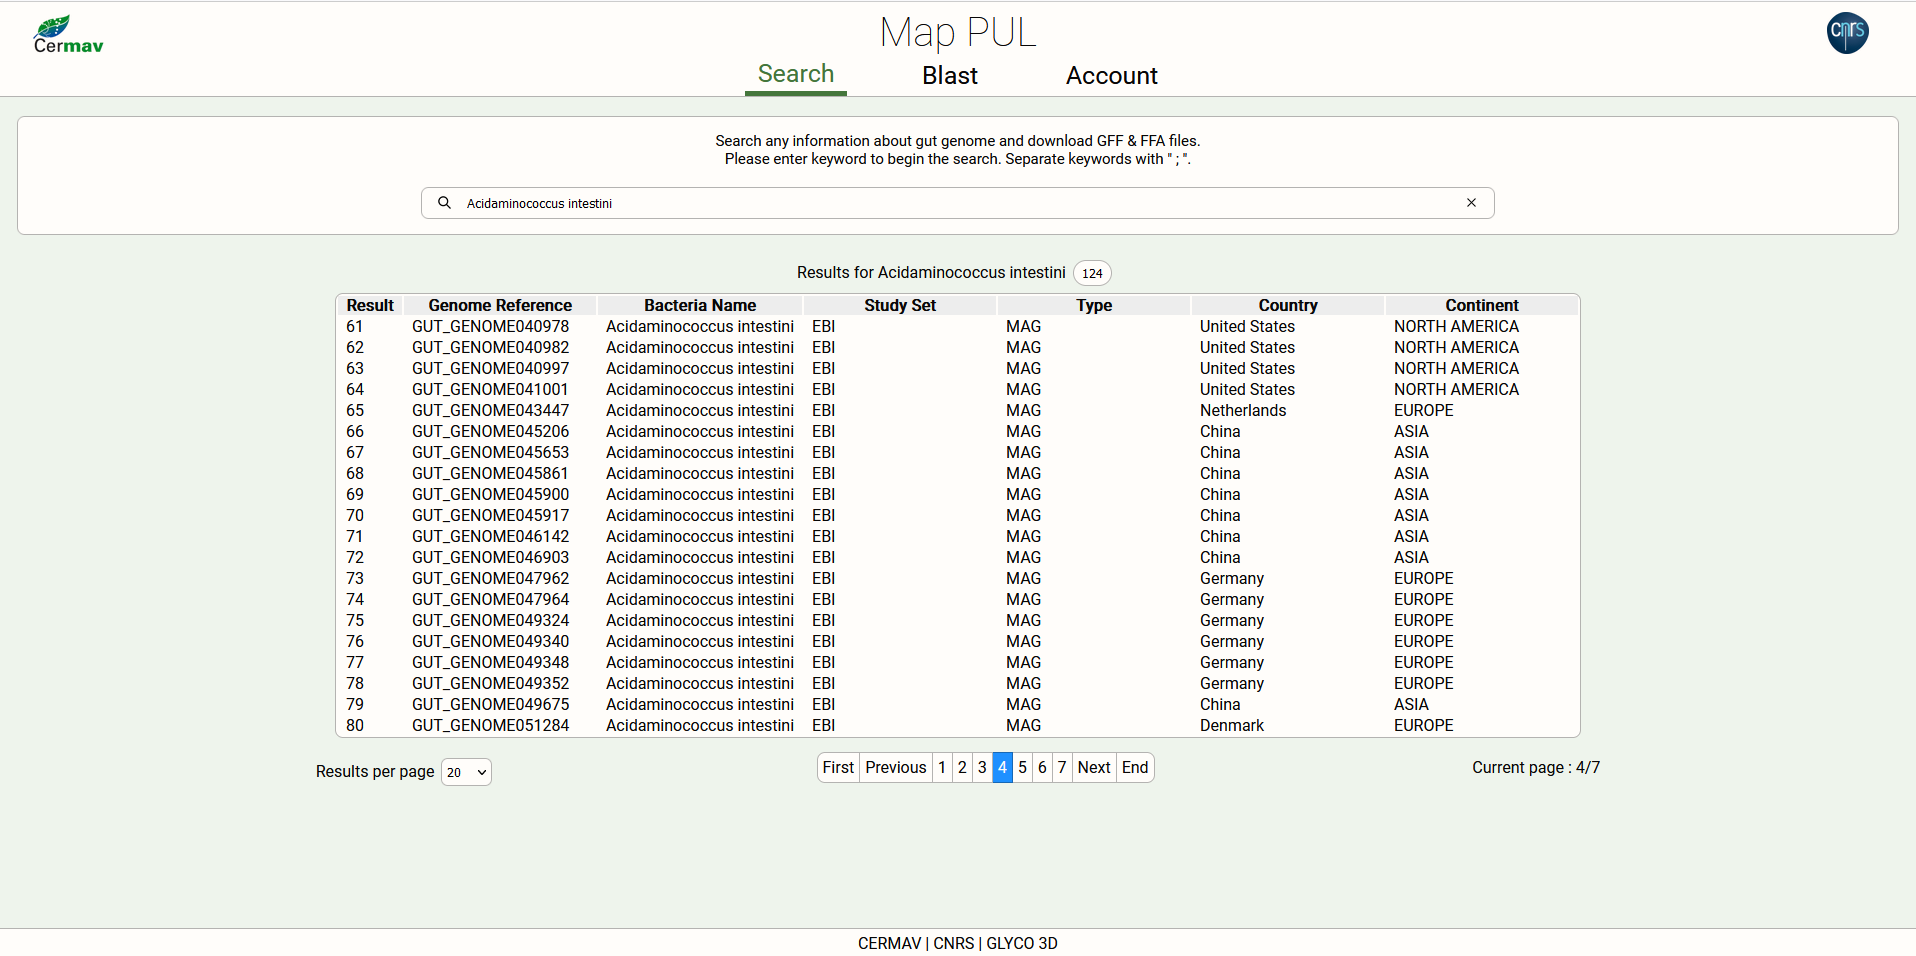 Cermav
Map PUL
cnrs
Search Blast Account
Search any information about gut genome and download GFF & FFA files.
Please enter keyword to begin the search. Separate keywords with " ; ".
Acidaminococcus intestini ×
Results for Acidaminococcus intestini 124
Result Genome Reference Bacteria Name Study Set Type Country Continent
61 GUT_GENOME040978 Acidaminococcus intestini EBI MAG United States NORTH AMERICA
62 GUT_GENOME040982 Acidaminococcus intestini EBI MAG United States NORTH AMERICA
63 GUT_GENOME040997 Acidaminococcus intestini EBI MAG United States NORTH AMERICA
64 GUT_GENOME041001 Acidaminococcus intestini EBI MAG United States NORTH AMERICA
65 GUT_GENOME043447 Acidaminococcus intestini EBI MAG Netherlands EUROPE
66 GUT_GENOME045206 Acidaminococcus intestini EBI MAG China ASIA
67 GUT_GENOME045653 Acidaminococcus intestini EBI MAG China ASIA
68 GUT_GENOME045861 Acidaminococcus intestini EBI MAG China ASIA
69 GUT_GENOME045900 Acidaminococcus intestini EBI MAG China ASIA
70 GUT_GENOME045917 Acidaminococcus intestini EBI MAG China ASIA
71 GUT_GENOME046142 Acidaminococcus intestini EBI MAG China ASIA
72 GUT_GENOME046903 Acidaminococcus intestini EBI MAG China ASIA
73 GUT_GENOME047962 Acidaminococcus intestini EBI MAG Germany EUROPE
74 GUT_GENOME047964 Acidaminococcus intestini EBI MAG Germany EUROPE
75 GUT_GENOME049324 Acidaminococcus intestini EBI MAG Germany EUROPE
76 GUT_GENOME049340 Acidaminococcus intestini EBI MAG Germany EUROPE
77 GUT_GENOME049348 Acidaminococcus intestini EBI MAG Germany EUROPE
78 GUT_GENOME049352 Acidaminococcus intestini EBI MAG Germany EUROPE
79 GUT_GENOME049675 Acidaminococcus intestini EBI MAG China ASIA
80 GUT_GENOME051284 Acidaminococcus intestini EBI MAG Denmark EUROPE
Results per page 20 First Previous 1 2 3 4 5 6 7 Next End Current page : 4/7
CERMAV | CNRS | GLYCO 3D